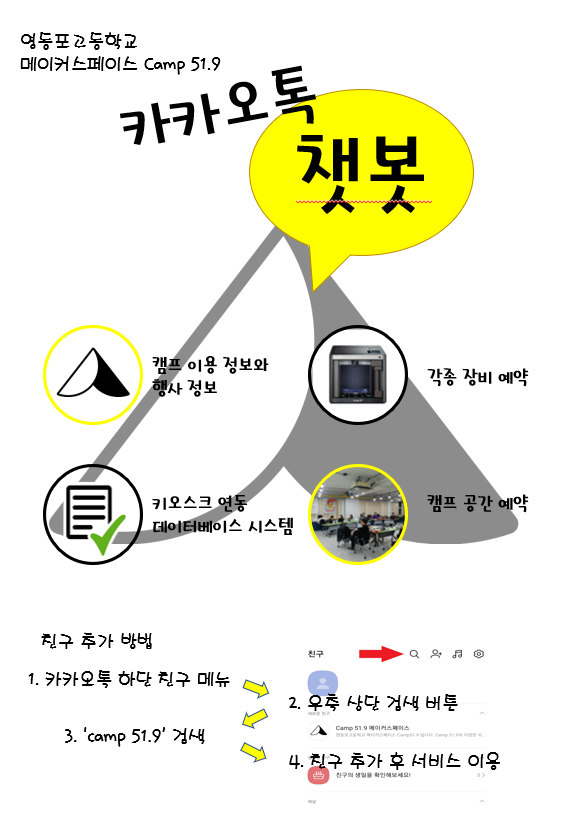 영등포고등학교
메이커스페이스 Camp 51.9
카카오톡
챗봇
캠프 이용 정보와
행사 정보
각종 장비 예약
키오스크 연동
데이터베이스 시스템
캠프 공간 예약
친구 추가 방법
1. 카카오톡 하단 친구 메뉴
2. 우측 상단 검색 버튼
3. 'camp 51.9' 검색
4. 친구 추가 후 서비스 이용
친구
Camp 51.9 메이커스페이스
친구의 생일을 확인해보세요!
3
채널